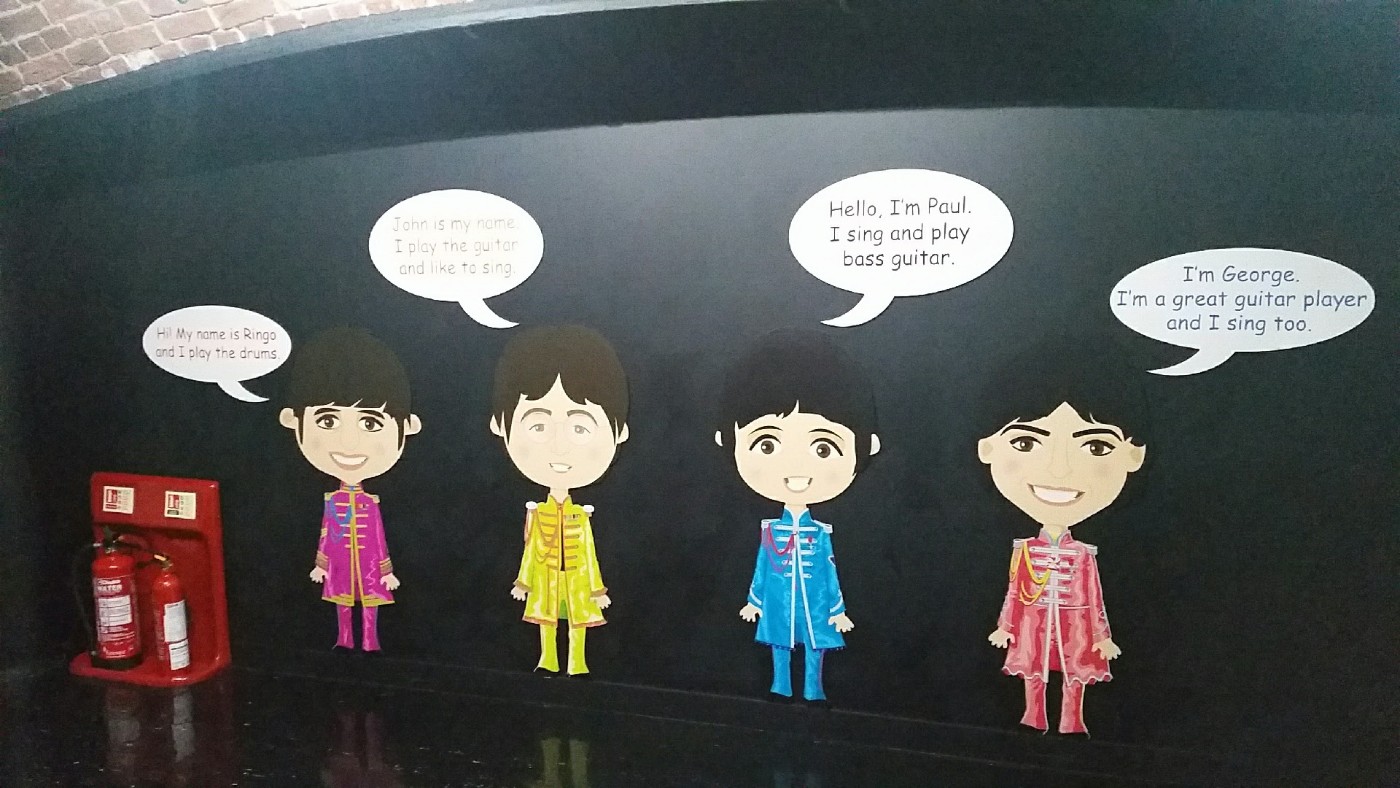 Hi! My name is Ringo
and I play the drums.
John is my name.
I play the guitar
and like to sing.
Hello, I'm Paul.
I sing and play
bass guitar.
I'm George.
I'm a great guitar player
and I sing too.
WATER